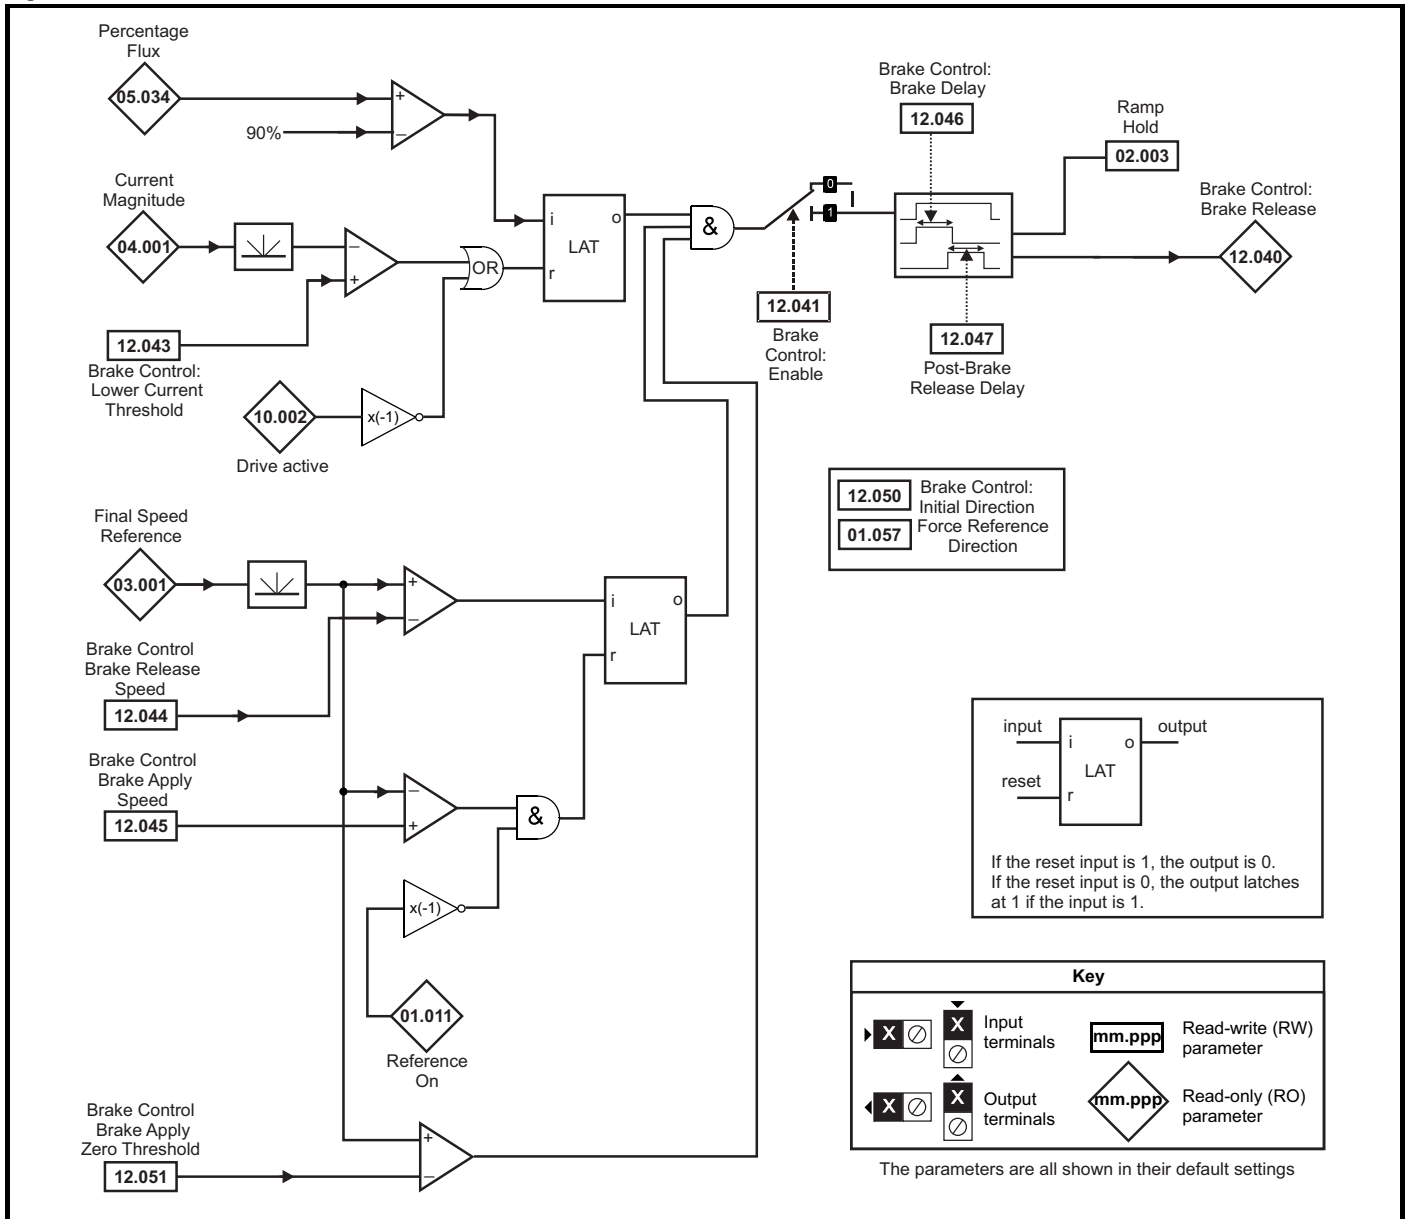 Percentage
Flux
05.034
+
90%
–
Current
Magnitude
04.001
–
+
12.043
Brake Control:
Lower Current
Threshold
OR
10.002
Drive active
x(-1)
i
o
LAT
r
&
0
1
12.041
Brake
Control:
Enable
Brake Control:
Brake Delay
12.046
12.047
Post-Brake
Release Delay
Ramp
Hold
02.003
Brake Control:
Brake Release
12.040
12.050
Brake Control:
Initial Direction
01.057
Force Reference
Direction
Final Speed
Reference
03.001
+
–
Brake Control
Brake Release
Speed
12.044
i
o
LAT
r
Brake Control
Brake Apply
Speed
12.045
–
+
&
x(-1)
01.011
Reference
On
Brake Control
Brake Apply
Zero Threshold
12.051
+
–
input
output
i
o
LAT
reset
r
If the reset input is 1, the output is 0.
If the reset input is 0, the output latches
at 1 if the input is 1.
Key
X
X
Input
terminals
mm.ppp
Read-write (RW)
parameter
X
X
Output
terminals
mm.ppp
Read-only (RO)
parameter
The parameters are all shown in their default settings